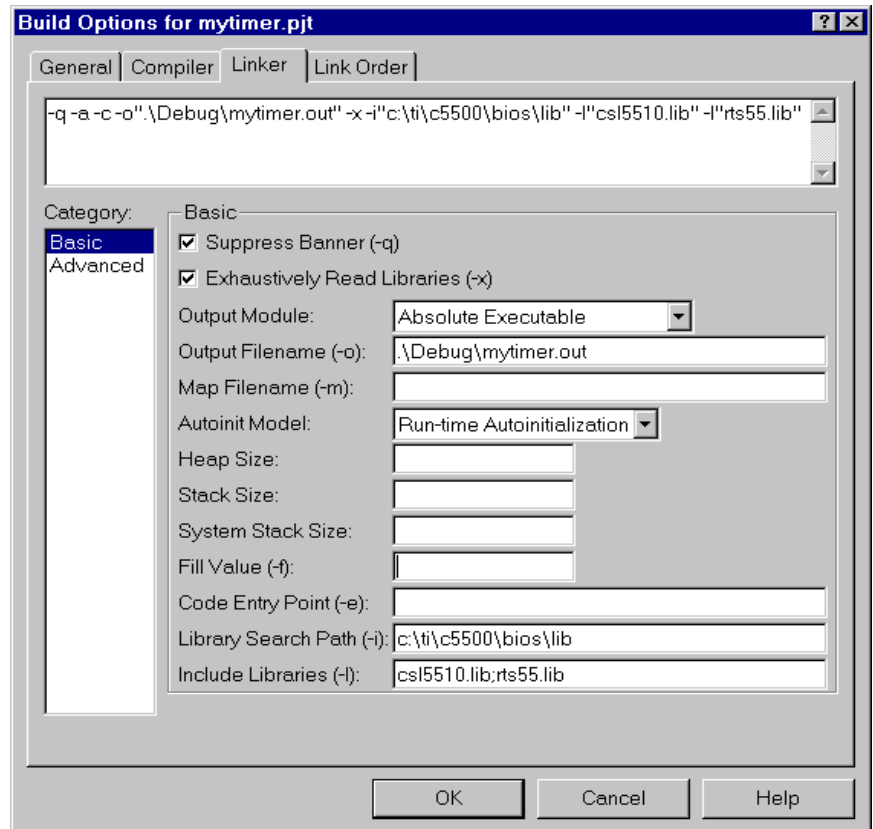 Build Options for mytimer.pjt
General Compiler Linker Link Order
-q -a -c -o".\Debug\mytimer.out" -x -i"c:\ti\c5500\bios\lib" -l"csl5510.lib" -l"rts55.lib"
Category:
Basic
Advanced
Basic
Suppress Banner (-q)
Exhaustively Read Libraries (-x)
Output Module: Absolute Executable
Output Filename (-o): .\Debug\mytimer.out
Map Filename (-m):
Autoinit Model: Run-time Autoinitialization
Heap Size:
Stack Size:
System Stack Size:
Fill Value (-f):
Code Entry Point (-e):
Library Search Path (-i): c:\ti\c5500\bios\lib
Include Libraries (-l): csl5510.lib;rts55.lib
OK Cancel Help